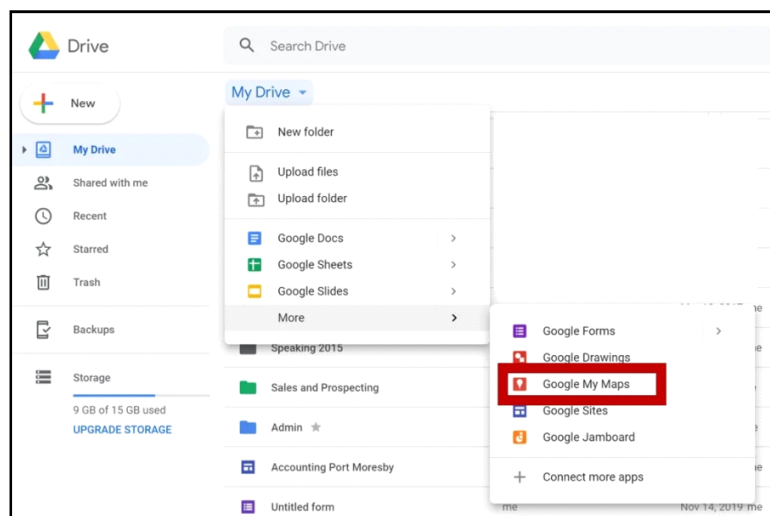 Drive
Search Drive
New
My Drive
My Drive
Shared with me
Recent
Starred
Trash
Backups
Storage
9 GB of 15 GB used
UPGRADE STORAGE
New folder
Upload files
Upload folder
Google Docs
Google Sheets
Google Slides
More
Google Forms
Google Drawings
Google My Maps
Google Sites
Google Jamboard
Connect more apps
Speaking 2015
Sales and Prospecting
Admin
Accounting Port Moresby
Untitled form
me
Nov 14, 2019 me